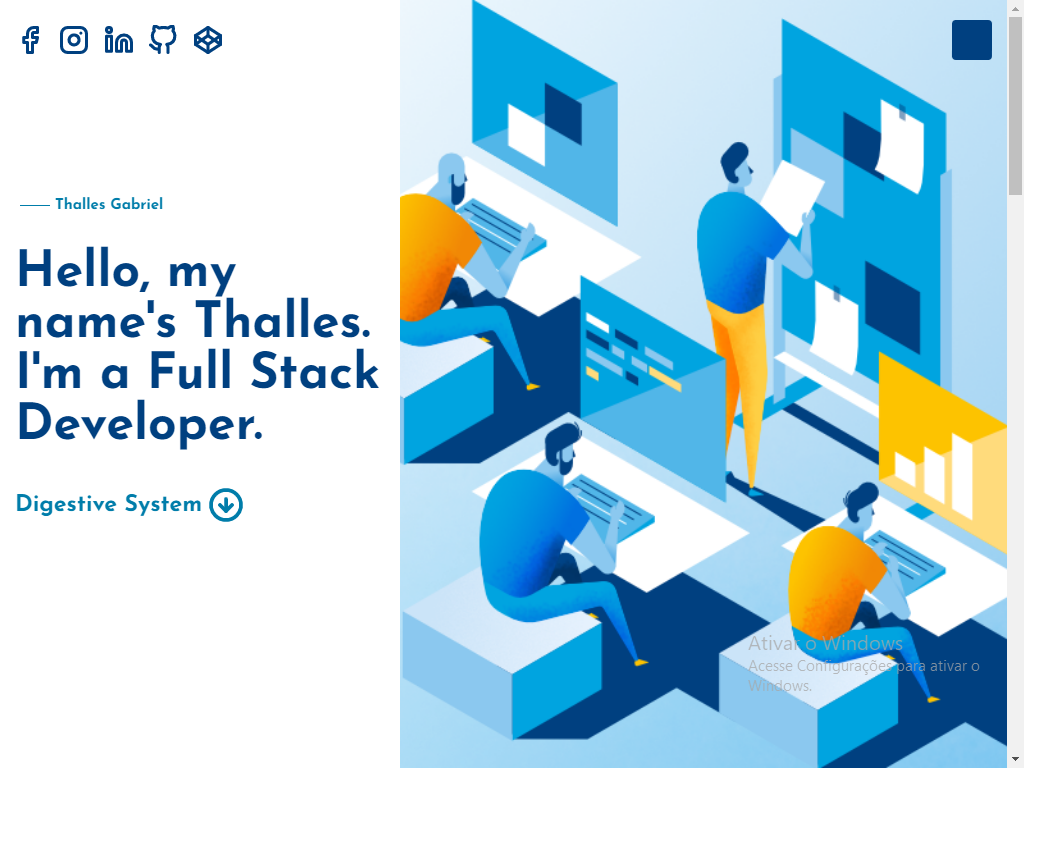 Thalles Gabriel
Hello, my
name's Thalles.
I'm a Full Stack
Developer.
Digestive System
Ativar o Windows
Acesse Configurações para ativar o
Windows.